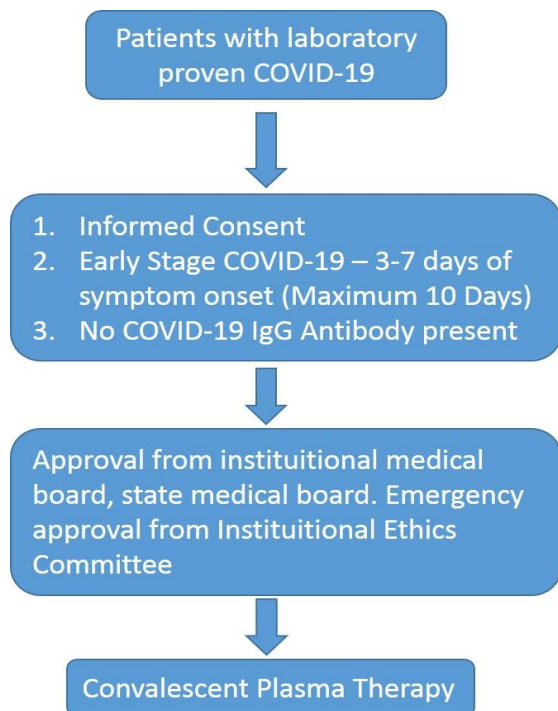 Patients with laboratory
proven COVID-19
1. Informed Consent
2. Early Stage COVID-19 – 3-7 days of
symptom onset (Maximum 10 Days)
3. No COVID-19 IgG Antibody present
Approval from instituitional medical
board, state medical board. Emergency
approval from Instituitional Ethics
Committee
Convalescent Plasma Therapy